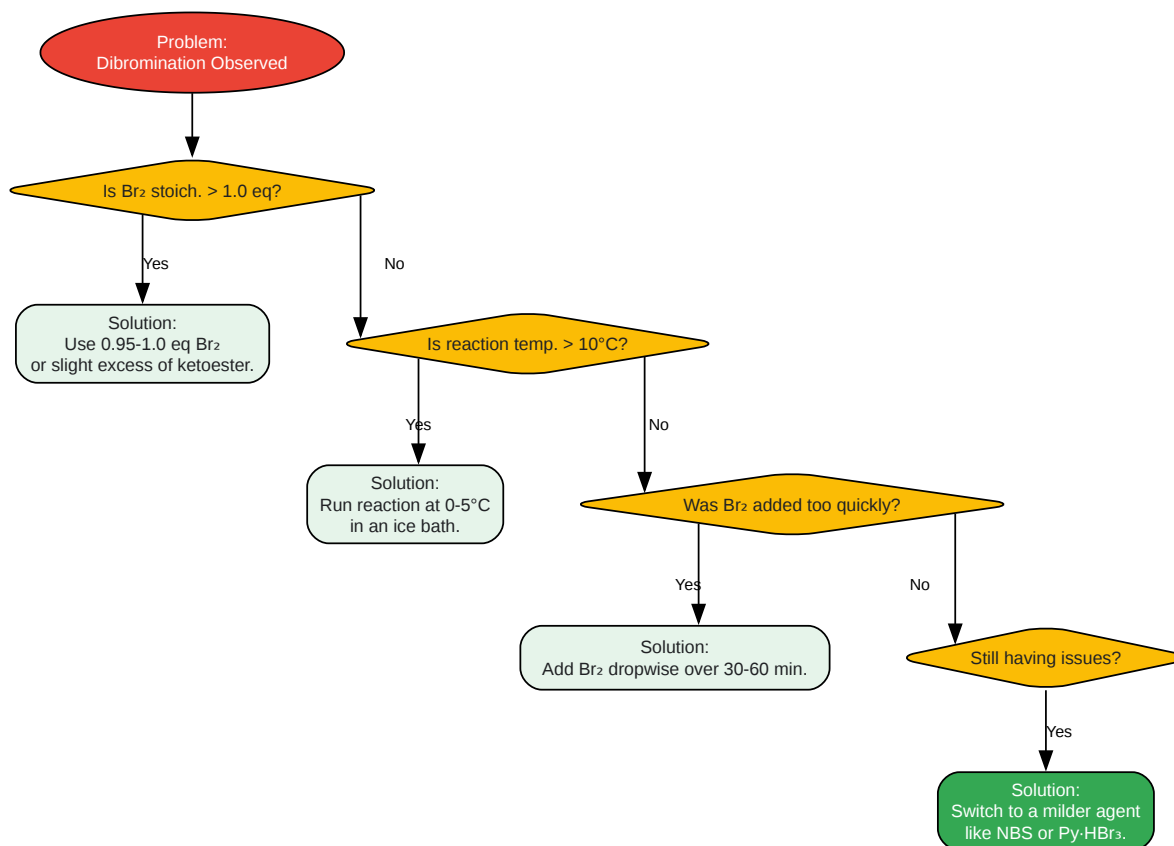 Problem:
Dibromination Observed
Is Br₂ stoich. > 1.0 eq?
Yes
No
Solution:
Use 0.95-1.0 eq Br₂
or slight excess of ketoester.
Is reaction temp. > 10°C?
Yes
No
Solution:
Run reaction at 0-5°C
in an ice bath.
Was Br₂ added too quickly?
Yes
No
Solution:
Add Br₂ dropwise over 30-60 min.
Still having issues?
Yes
Solution:
Switch to a milder agent
like NBS or Py·HBr₃.